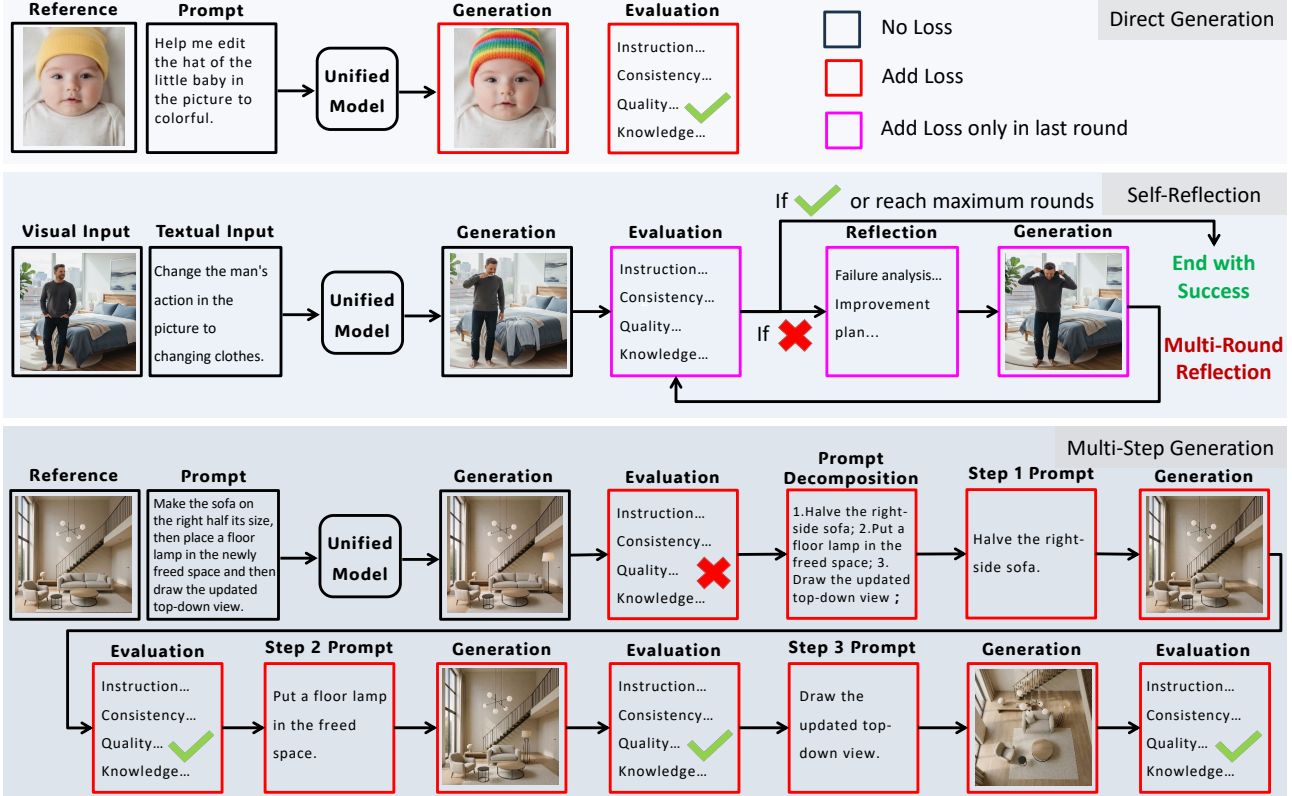 Reference
Prompt
Generation
Evaluation
Direct Generation
Help me edit
the hat of the
little baby in
the picture to
colorful.
Unified
Model
Instruction…
Consistency…
Quality…
Knowledge…
No Loss
Add Loss
Add Loss only in last round
Self-Reflection
If
or reach maximum rounds
Visual Input
Textual Input
Generation
Evaluation
Reflection
Generation
Change the man's
action in the
picture to
changing clothes.
Unified
Model
Instruction…
Consistency…
Quality…
Knowledge…
If
Failure analysis…
Improvement
plan...
End with
Success
Multi-Round
Reflection
Multi-Step Generation
Reference
Prompt
Generation
Evaluation
Prompt
Decomposition
Step 1 Prompt
Generation
Make the sofa on
the right half its size,
then place a floor
lamp in the newly
freed space and then
draw the updated
top-down view.
Unified
Model
Instruction…
Consistency…
Quality…
Knowledge…
1.Halve the right-
side sofa; 2.Put a
floor lamp in the
freed space; 3.
Draw the updated
top-down view ;
Halve the right-
side sofa.
Evaluation
Step 2 Prompt
Generation
Evaluation
Step 3 Prompt
Generation
Evaluation
Instruction…
Consistency…
Quality…
Knowledge…
Put a floor lamp
in the freed
space.
Instruction…
Consistency…
Quality…
Knowledge…
Draw the
updated top-
down view.
Instruction…
Consistency…
Quality…
Knowledge…